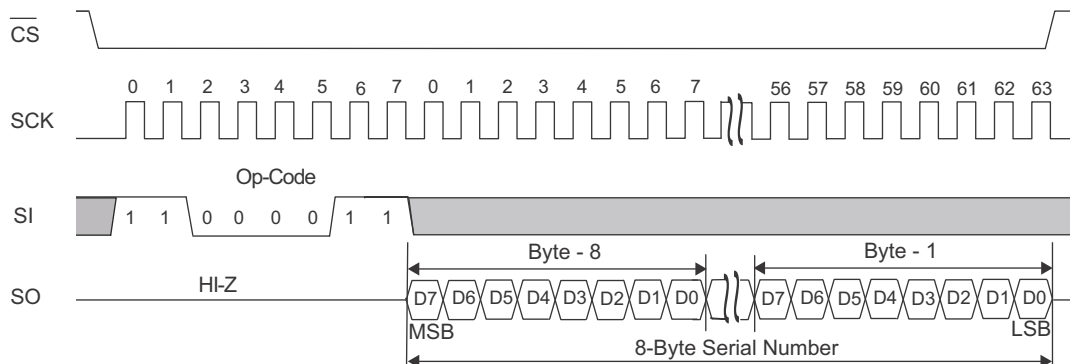 CS
0 1 2 3 4 5 6 7 0 1 2 3 4 5 6 7 56 57 58 59 60 61 62 63
SCK
Op-Code
SI 1 1 0 0 0 0 1 1
Byte - 8 Byte - 1
SO HI-Z D7 D6 D5 D4 D3 D2 D1 D0 D7 D6 D5 D4 D3 D2 D1 D0
MSB LSB
8-Byte Serial Number